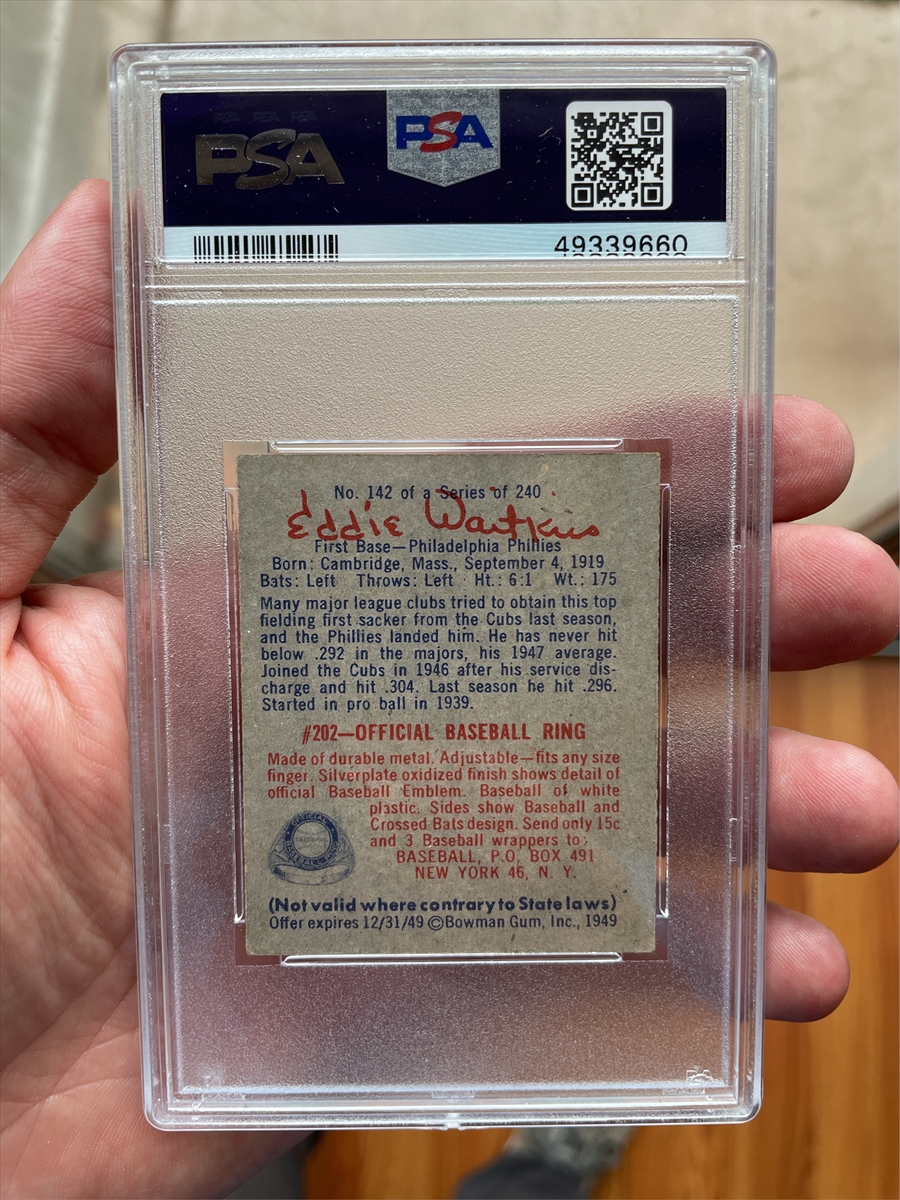 PSA PSA PSA
PSA
PSA
49339660
No. 142 of a Series of 240
Eddie Waitkus
First Base—Philadelphia Phillies
Born: Cambridge, Mass., September 4, 1919
Bats: Left Throws: Left Ht.: 6:1 Wt.: 175
Many major league clubs tried to obtain this top
fielding first sacker from the Cubs last season,
and the Phillies landed him. He has never hit
below .292 in the majors, his 1947 average.
Joined the Cubs in 1946 after his service dis-
charge and hit .304. Last season he hit .296.
Started in pro ball in 1939.
#202—OFFICIAL BASEBALL RING
Made of durable metal. Adjustable—fits any size
finger. Silverplate oxidized finish shows detail of
official Baseball Emblem. Baseball of white
plastic. Sides show Baseball and
Crossed Bats design. Send only 15c
and 3 Baseball wrappers to:
BASEBALL, P.O. BOX 491
NEW YORK 46, N. Y.
OFFICIAL
BASEBALL RING
(Not valid where contrary to State laws)
Offer expires 12/31/49 ©Bowman Gum, Inc., 1949